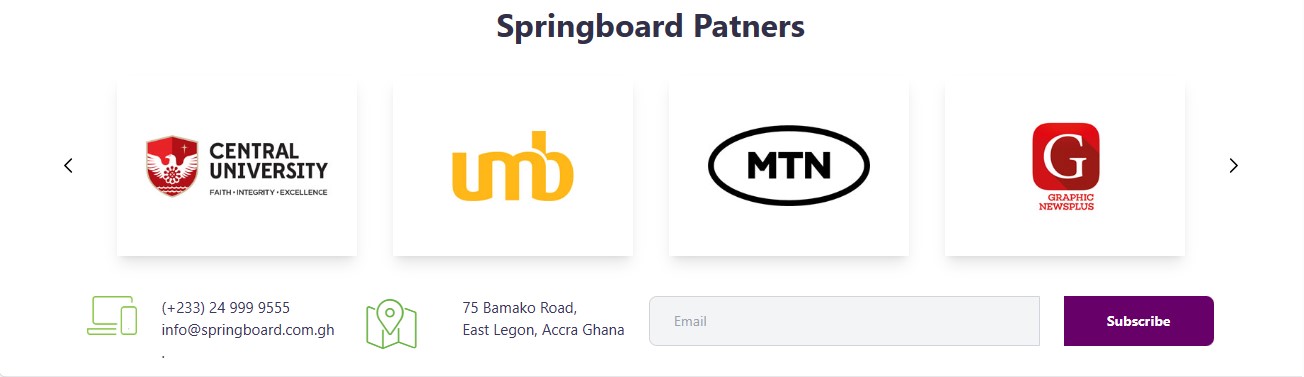 Springboard Patners
CENTRAL
UNIVERSITY
FAITH • INTEGRITY • EXCELLENCE
umb
MTN
G
GRAPHIC
NEWSPLUS
(+233) 24 999 9555
info@springboard.com.gh
.
75 Bamako Road,
East Legon, Accra Ghana
Email
Subscribe